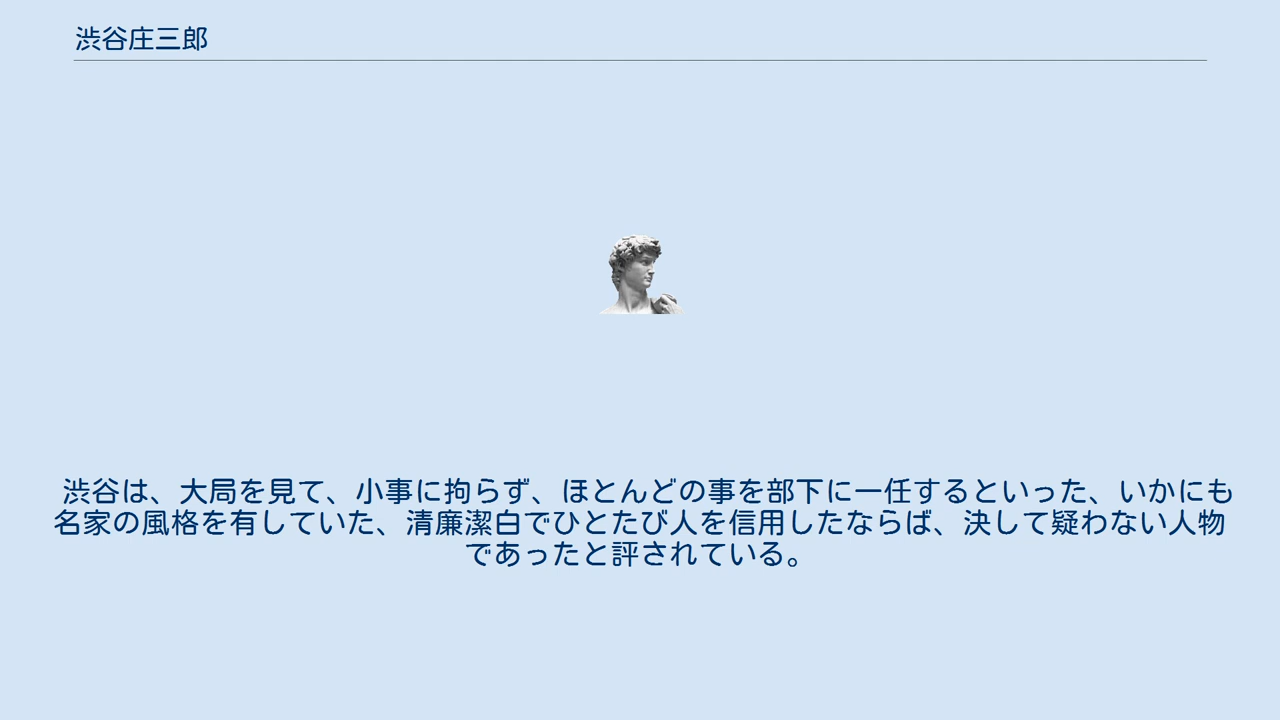 渋谷庄三郎
渋谷は、大局を見て、小事に拘らず、ほとんどの事を部下に一任するといった、いかにも
名家の風格を有していた、清廉潔白でひとたび人を信用したならば、決して疑わない人物
であったと評されている。